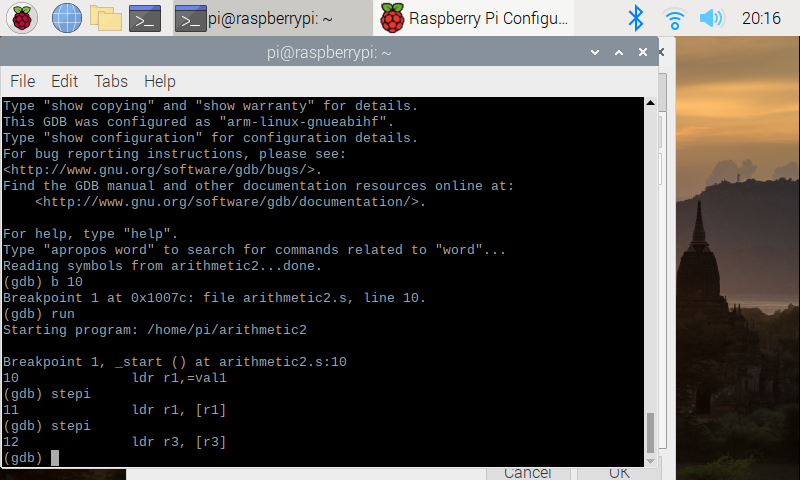 pi@raspberrypi: ~
Raspberry Pi Configu...
20:16
pi@raspberrypi: ~
File Edit Tabs Help
Type "show copying" and "show warranty" for details.
This GDB was configured as "arm-linux-gnueabihf".
Type "show configuration" for configuration details.
For bug reporting instructions, please see:
<http://www.gnu.org/software/gdb/bugs/>.
Find the GDB manual and other documentation resources online at:
    <http://www.gnu.org/software/gdb/documentation/>.

For help, type "help".
Type "apropos word" to search for commands related to "word"...
Reading symbols from arithmetic2...done.
(gdb) b 10
Breakpoint 1 at 0x1007c: file arithmetic2.s, line 10.
(gdb) run
Starting program: /home/pi/arithmetic2

Breakpoint 1, _start () at arithmetic2.s:10
10              ldr r1,=val1
(gdb) stepi
11              ldr r1, [r1]
(gdb) stepi
12              ldr r3, [r3]
(gdb)
Cancel OK